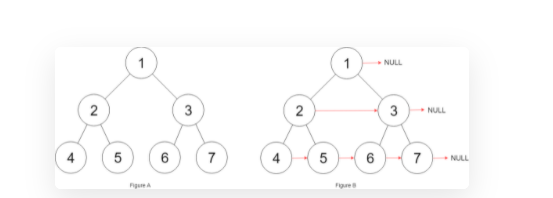 1
1 NULL
2 3
2 3 NULL
4 5 6 7
4 5 6 7 NULL
Figure A
Figure B